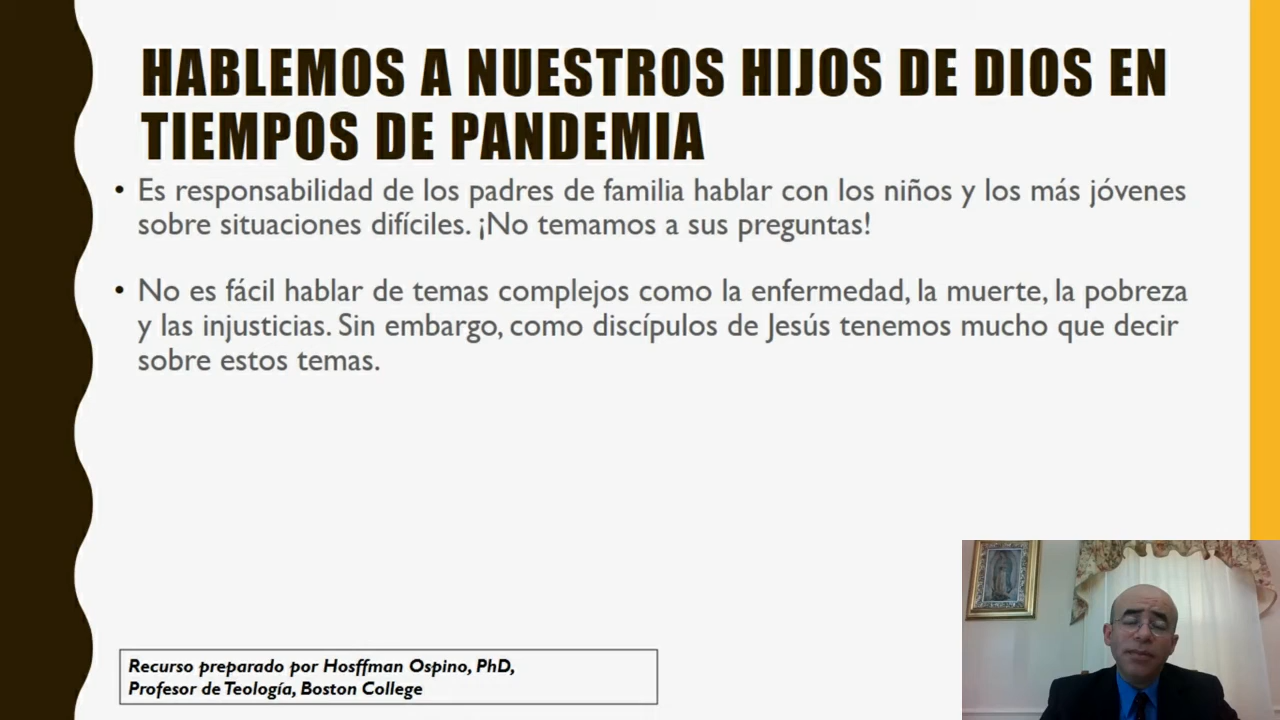 HABLEMOS A NUESTROS HIJOS DE DIOS EN
TIEMPOS DE PANDEMIA
• Es responsabilidad de los padres de familia hablar con los niños y los más jóvenes
sobre situaciones difíciles. ¡No temamos a sus preguntas!
• No es fácil hablar de temas complejos como la enfermedad, la muerte, la pobreza
y las injusticias. Sin embargo, como discípulos de Jesús tenemos mucho que decir
sobre estos temas.
Recurso preparado por Hosffman Ospino, PhD,
Profesor de Teología, Boston College